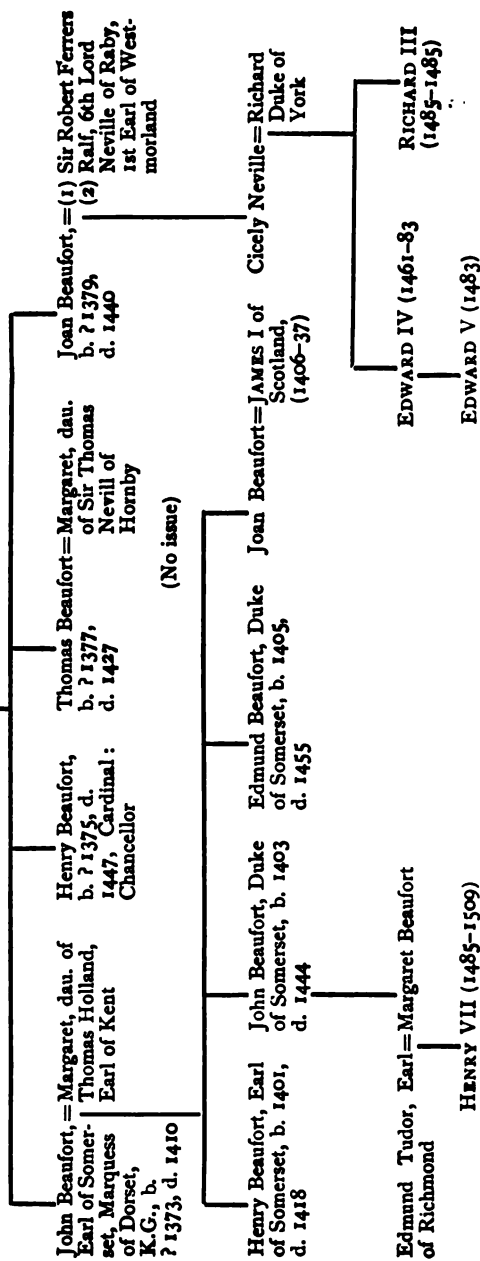 John Beaufort, = Margaret, dau. of
Earl of Somer- Thomas Holland,
set, Marquess Earl of Kent
of Dorset,
K.G., b.
? 1373, d. 1410
Henry Beaufort,
b. ? 1375, d.
1447, Cardinal:
Chancellor
Thomas Beaufort=Margaret, dau.
b. ? 1377, of Sir Thomas
d. 1427 Nevill of
Hornby
(No issue)
Joan Beaufort, =(1) Sir Robert Ferrers
b. ? 1379, (2) Ralf, 6th Lord
d. 1440 Neville of Raby,
1st Earl of West-
morland
Henry Beaufort, Earl
of Somerset, b. 1401,
d. 1418
John Beaufort, Duke
of Somerset, b. 1403
d. 1444
Edmund Beaufort, Duke
of Somerset, b. 1405,
d. 1455
Joan Beaufort=JAMES I of
Scotland,
(1406-37)
Cicely Neville=Richard
Duke of
York
Edmund Tudor, Earl=Margaret Beaufort
of Richmond
HENRY VII (1485-1509)
EDWARD IV (1461-83
EDWARD V (1483)
RICHARD III
(1485-1485)